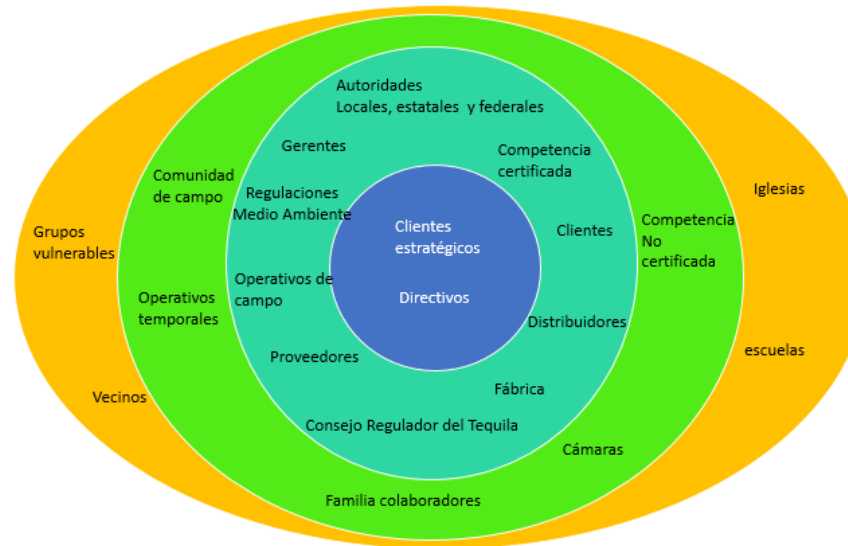 Autoridades
Locales, estatales y federales
Gerentes
Competencia
certificada
Comunidad
de campo
Regulaciones
Medio Ambiente
Iglesias
Clientes
estratégicos
Clientes
Competencia
No
certificada
Grupos
vulnerables
Operativos de
campo
Directivos
Operativos
temporales
Distribuidores
Proveedores
escuelas
Fábrica
Vecinos
Consejo Regulador del Tequila
Cámaras
Familia colaboradores